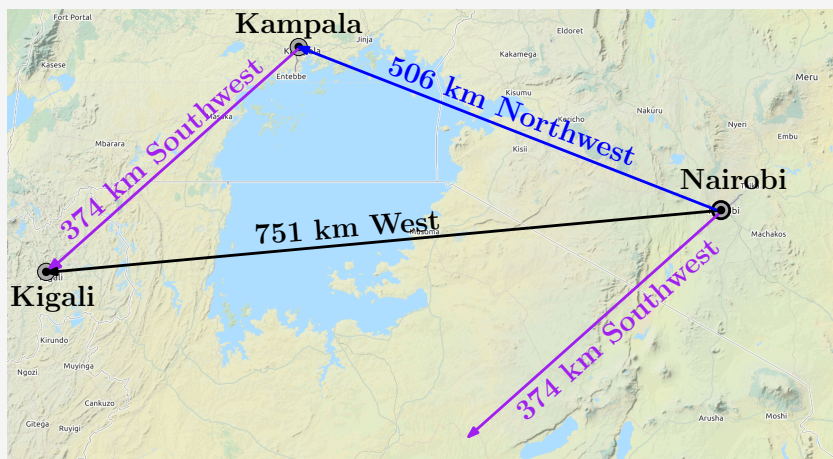 Kampala
Fort Portal
Jinja
Eldoret
Kakamega
Kasese
Entebbe
506 km Northwest
Meru
Kisumu
Nakuru
Kericho
Nyeri
Embu
Masaka
Mbarara
374 km Southwest
Kisii
Nairobi
751 km West
Musoma
Machakos
Kigali
374 km Southwest
Kirundo
Ngozi
Muyinga
Cankuzo
Gitega
Ruyigi
Arusha
Moshi